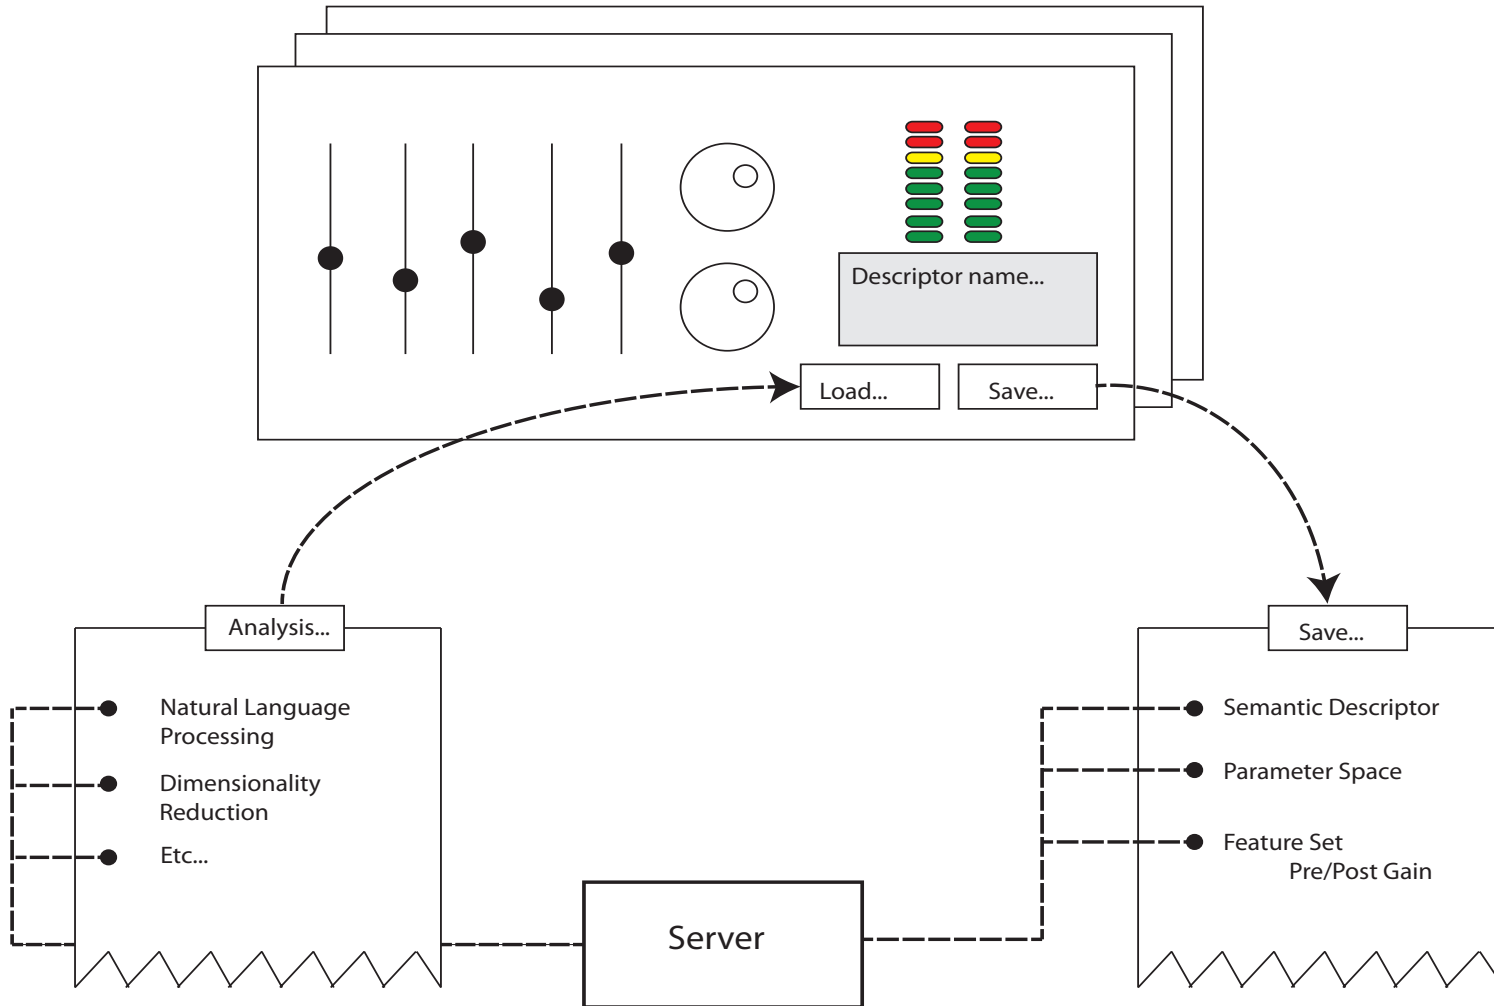 Descriptor name...
Load...
Save...
Analysis...
Natural Language
Processing
Dimensionality
Reduction
Etc...
Server
Save...
Semantic Descriptor
Parameter Space
Feature Set
Pre/Post Gain